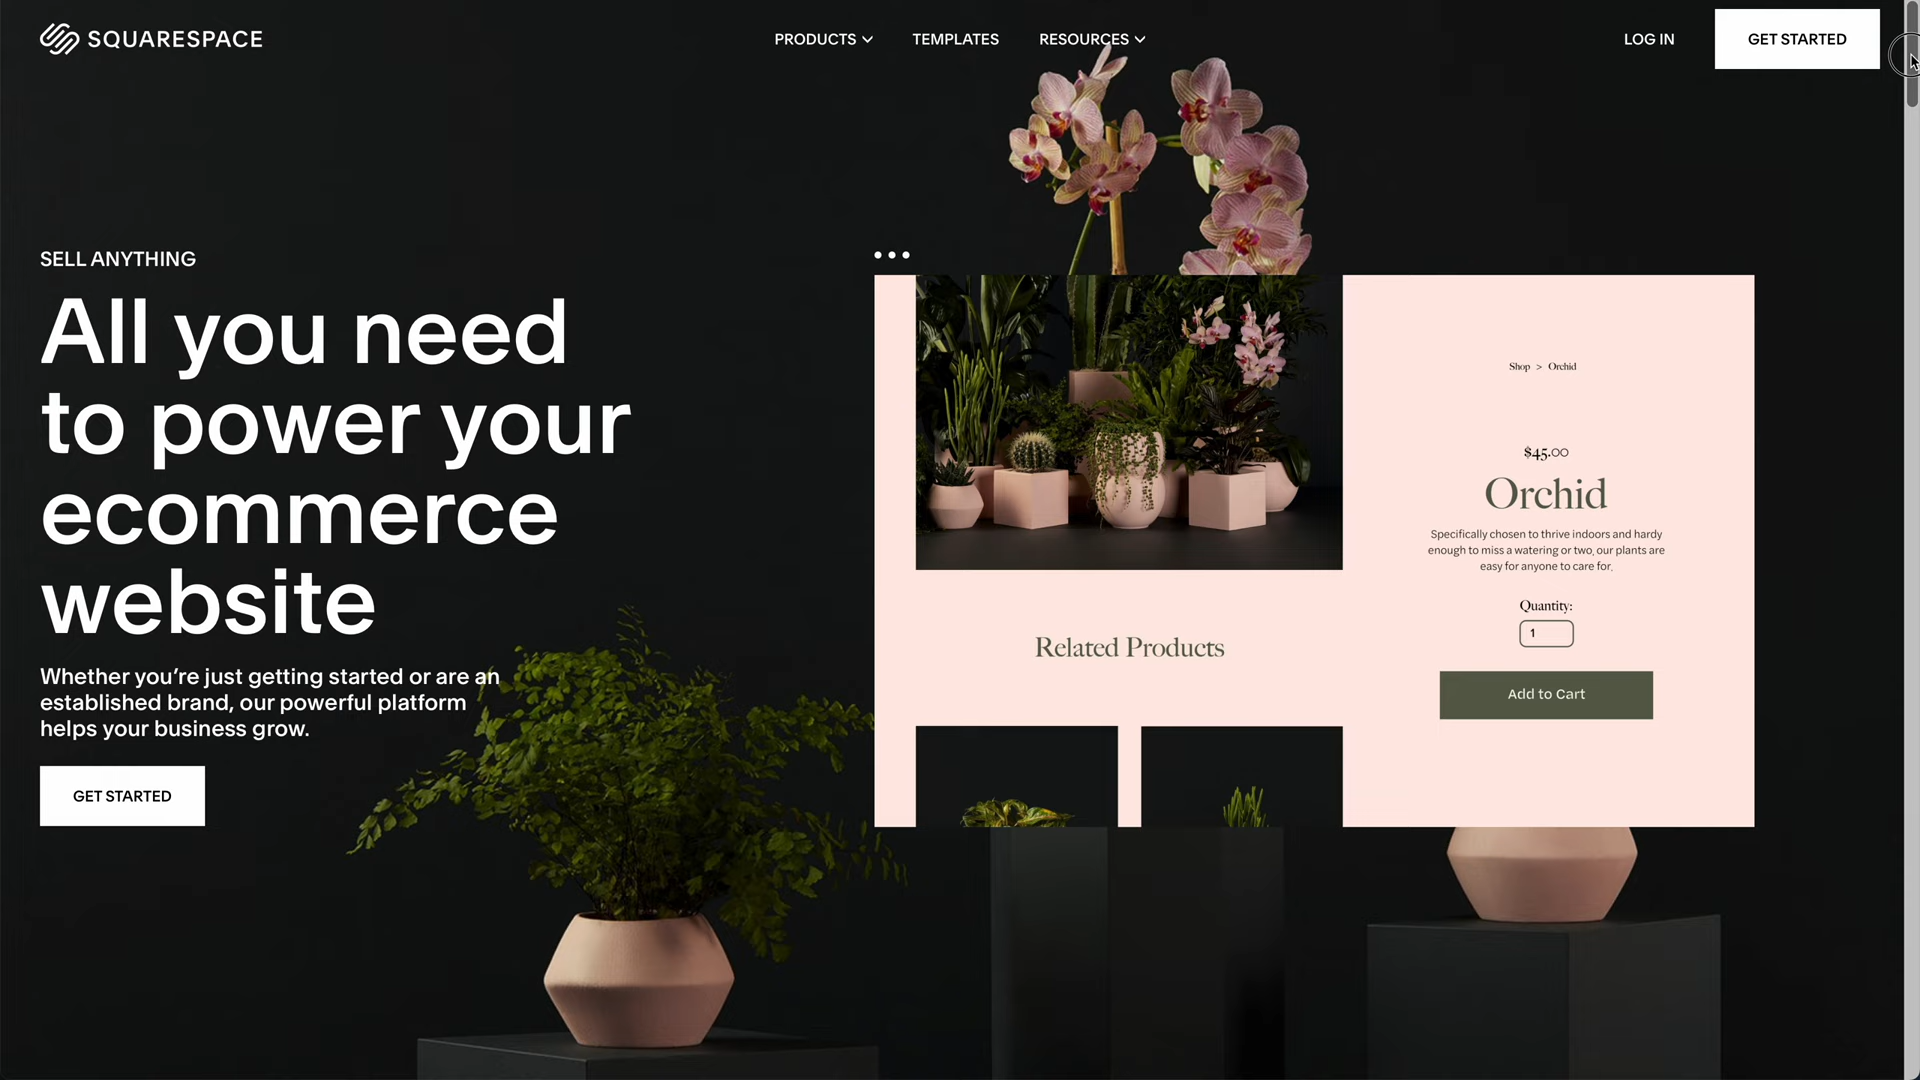 SQUARESPACE
PRODUCTS
TEMPLATES
RESOURCES
LOG IN
GET STARTED
SELL ANYTHING
All you need
to power your
ecommerce
website
Whether you’re just getting started or are an
established brand, our powerful platform
helps your business grow.
GET STARTED
Shop > Orchid
$45.00
Orchid
Specifically chosen to thrive indoors and hardy
enough to miss a watering or two, our plants are
easy for anyone to care for.
Quantity:
1
Add to Cart
Related Products